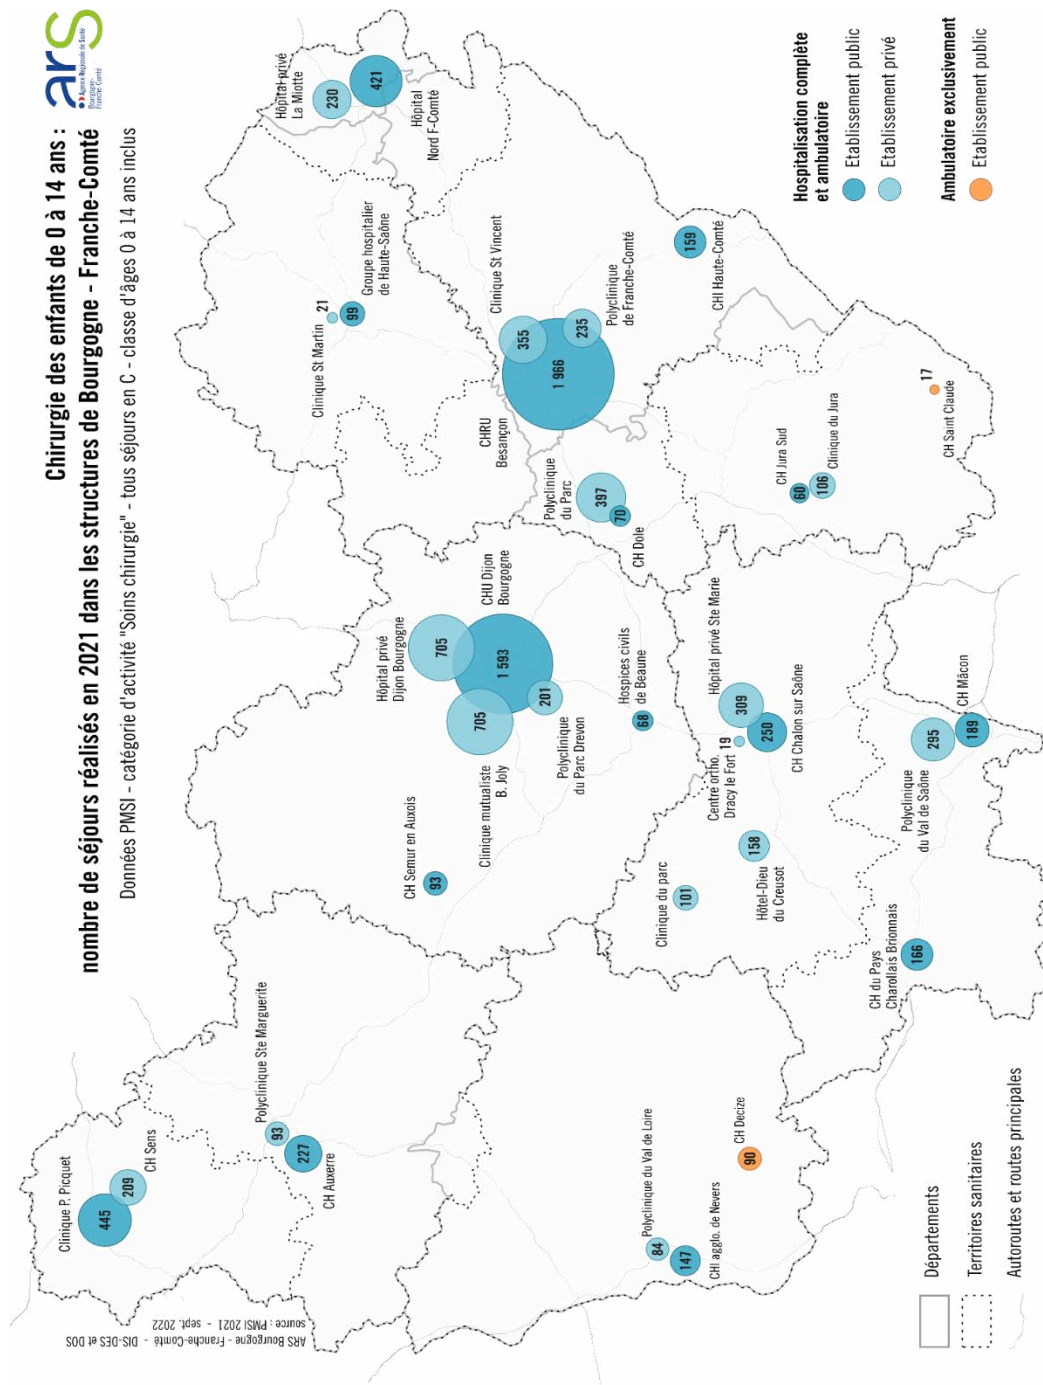 Chirurgie des enfants de 0 à 14 ans :
nombre de séjours réalisés en 2021 dans les structures de Bourgogne - Franche-Comté
Données PMSI - catégorie d'activité "Soins chirurgie" - tous séjours en C - classe d'âges 0 à 14 ans inclus
ars
Agence Régionale de Santé
Bourgogne-
Franche-Comté
ARS Bourgogne - Franche-Comté - DIS-DES et DOS
source : PMSI 2021 - sept. 2022
Clinique P. Picquet
445
209
CH Sens
Polyclinique Ste Marguerite
93
227
CH Auxerre
CH Semur en Auxois
93
Hôpital privé
Dijon Bourgogne
705
CHU Dijon
Bourgogne
1 593
705
Clinique mutualiste
B. Joly
201
Polyclinique
du Parc Drevon
Hospices civils
de Beaune
68
Clinique St Martin
21
99
Groupe hospitalier
de Haute-Saône
Hôpital privé
La Miotte
230
421
Hôpital
Nord F-Comté
Clinique St Vincent
355
235
Polyclinique
de Franche-Comté
1 966
CHRU
Besançon
159
CHI Haute-Comté
Polyclinique
du Parc
397
70
CH Dole
CH Jura Sud
60
106
Clinique du Jura
17
CH Saint Claude
Polyclinique du Val de Loire
84
147
CHI agglo. de Nevers
90
CH Decize
Clinique du parc
101
158
Hôtel-Dieu
du Creusot
Centre ortho.
Dracy le Fort
19
Hôpital privé Ste Marie
309
250
CH Chalon sur Saône
CH du Pays
Charollais Brionnais
166
Polyclinique
du Val de Saône
295
189
CH Mâcon
Départements
Territoires sanitaires
Autoroutes et routes principales
Hospitalisation complète
et ambulatoire
Etablissement public
Etablissement privé
Ambulatoire exclusivement
Etablissement public